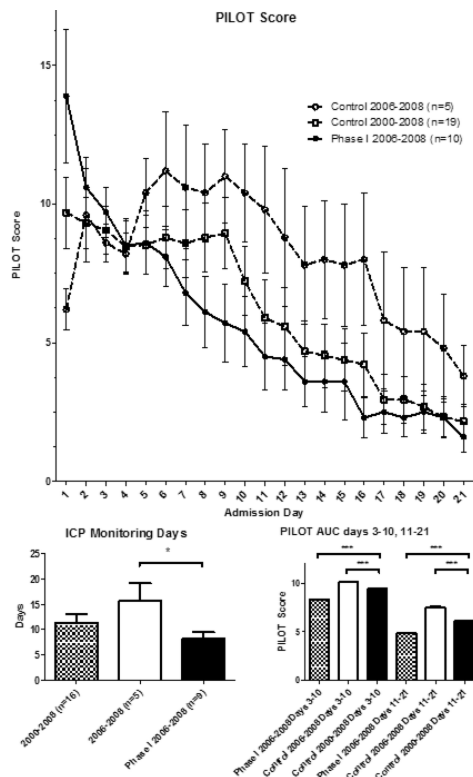 PILOT Score
15
10
5
0
PILOT Score
Control 2006-2008 (n=5)
Control 2000-2008 (n=19)
Phase I 2006-2008 (n=10)
1 2 3 4 5 6 7 8 9 10 11 12 13 14 15 16 17 18 19 20 21
Admission Day
ICP Monitoring Days
25
20
15
10
5
0
Days
*
2000-2008 (n=16)
2006-2008 (n=5)
Phase I 2006-2008 (n=9)
PILOT AUC days 3-10, 11-21
10
5
0
PILOT Score
*** ***
*** ***
Phase I 2006-2008 Days 3-10
Control 2006-2008 Days 3-10
Control 2000-2008 Days 3-10
Phase I 2006-2008 Days 11-21
Control 2006-2008 Days 11-21
Control 2000-2008 Days 11-21